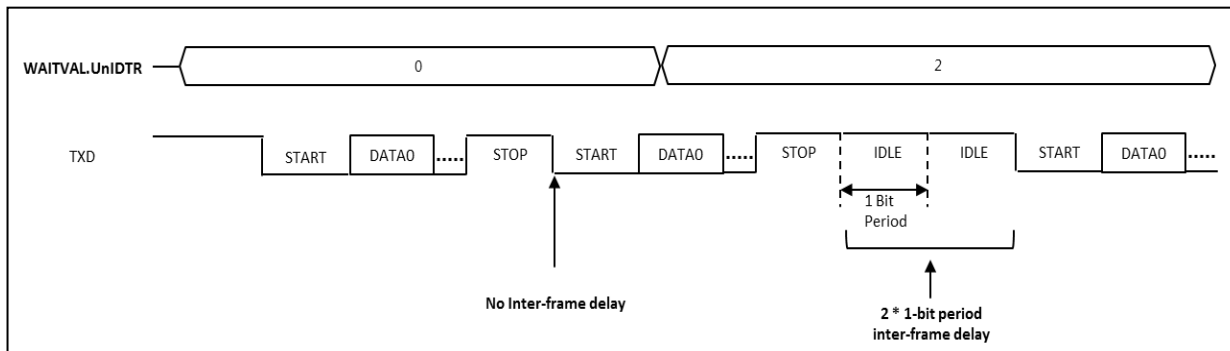 WAITVAL.UnIDTR 0 2
TXD START DATA0 ..... STOP START DATA0 ..... STOP IDLE IDLE START DATA0 .....
1 Bit
Period
No Inter-frame delay
2 * 1-bit period
inter-frame delay